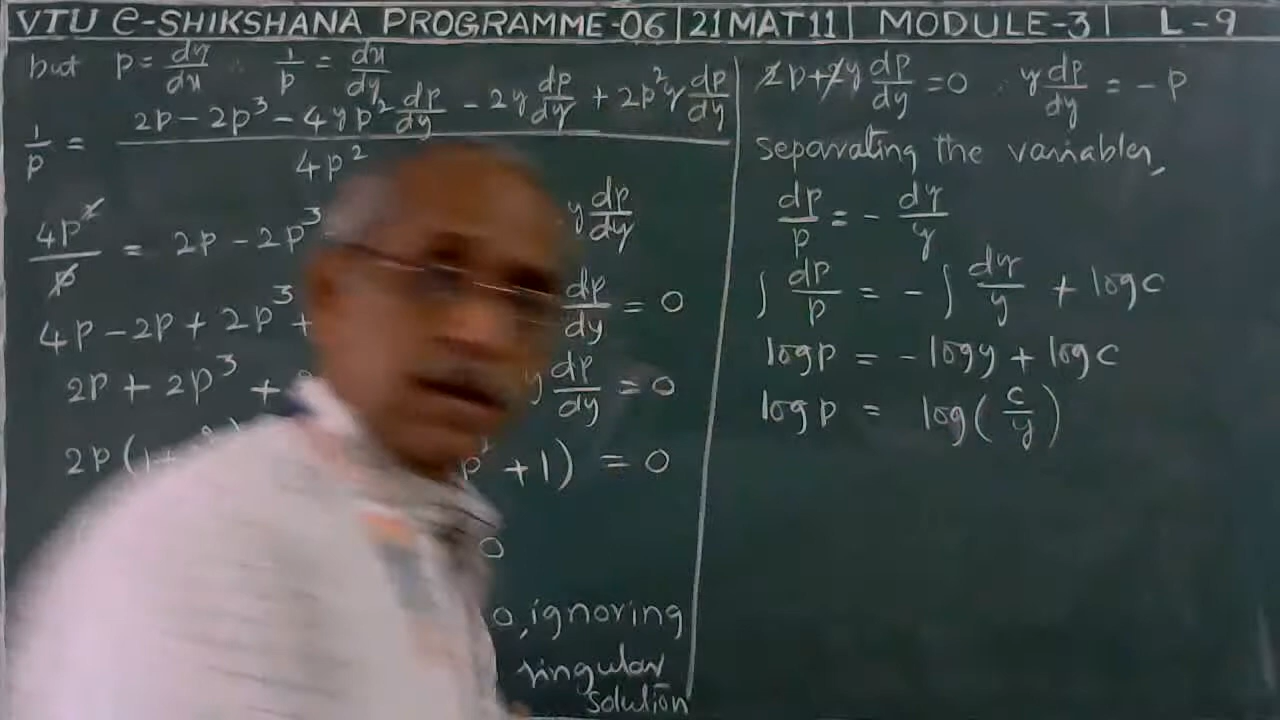 VTU e-SHIKSHANA PROGRAMME-06 | 21MAT11 | MODULE-3 | L-9
but p = dy/dx ∴ 1/p = dx/dy
1/p = (2p - 2p³ - 4yp² dp/dy - 2y dp/dy + 2p²y dp/dy) / 4p²
4p²/p = 2p - 2p³ y dp/dy
4p - 2p + 2p³ + dp/dy = 0
2p + 2p³ + y dp/dy = 0
2p (1+ p² + 1) = 0
0
0, ignoring
singular
solution
2p + 2y dp/dy = 0 ∴ y dp/dy = - p
separating the variables,
dp/p = - dy/y
∫ dp/p = - ∫ dy/y + log c
log p = - log y + log c
log p = log (c/y)